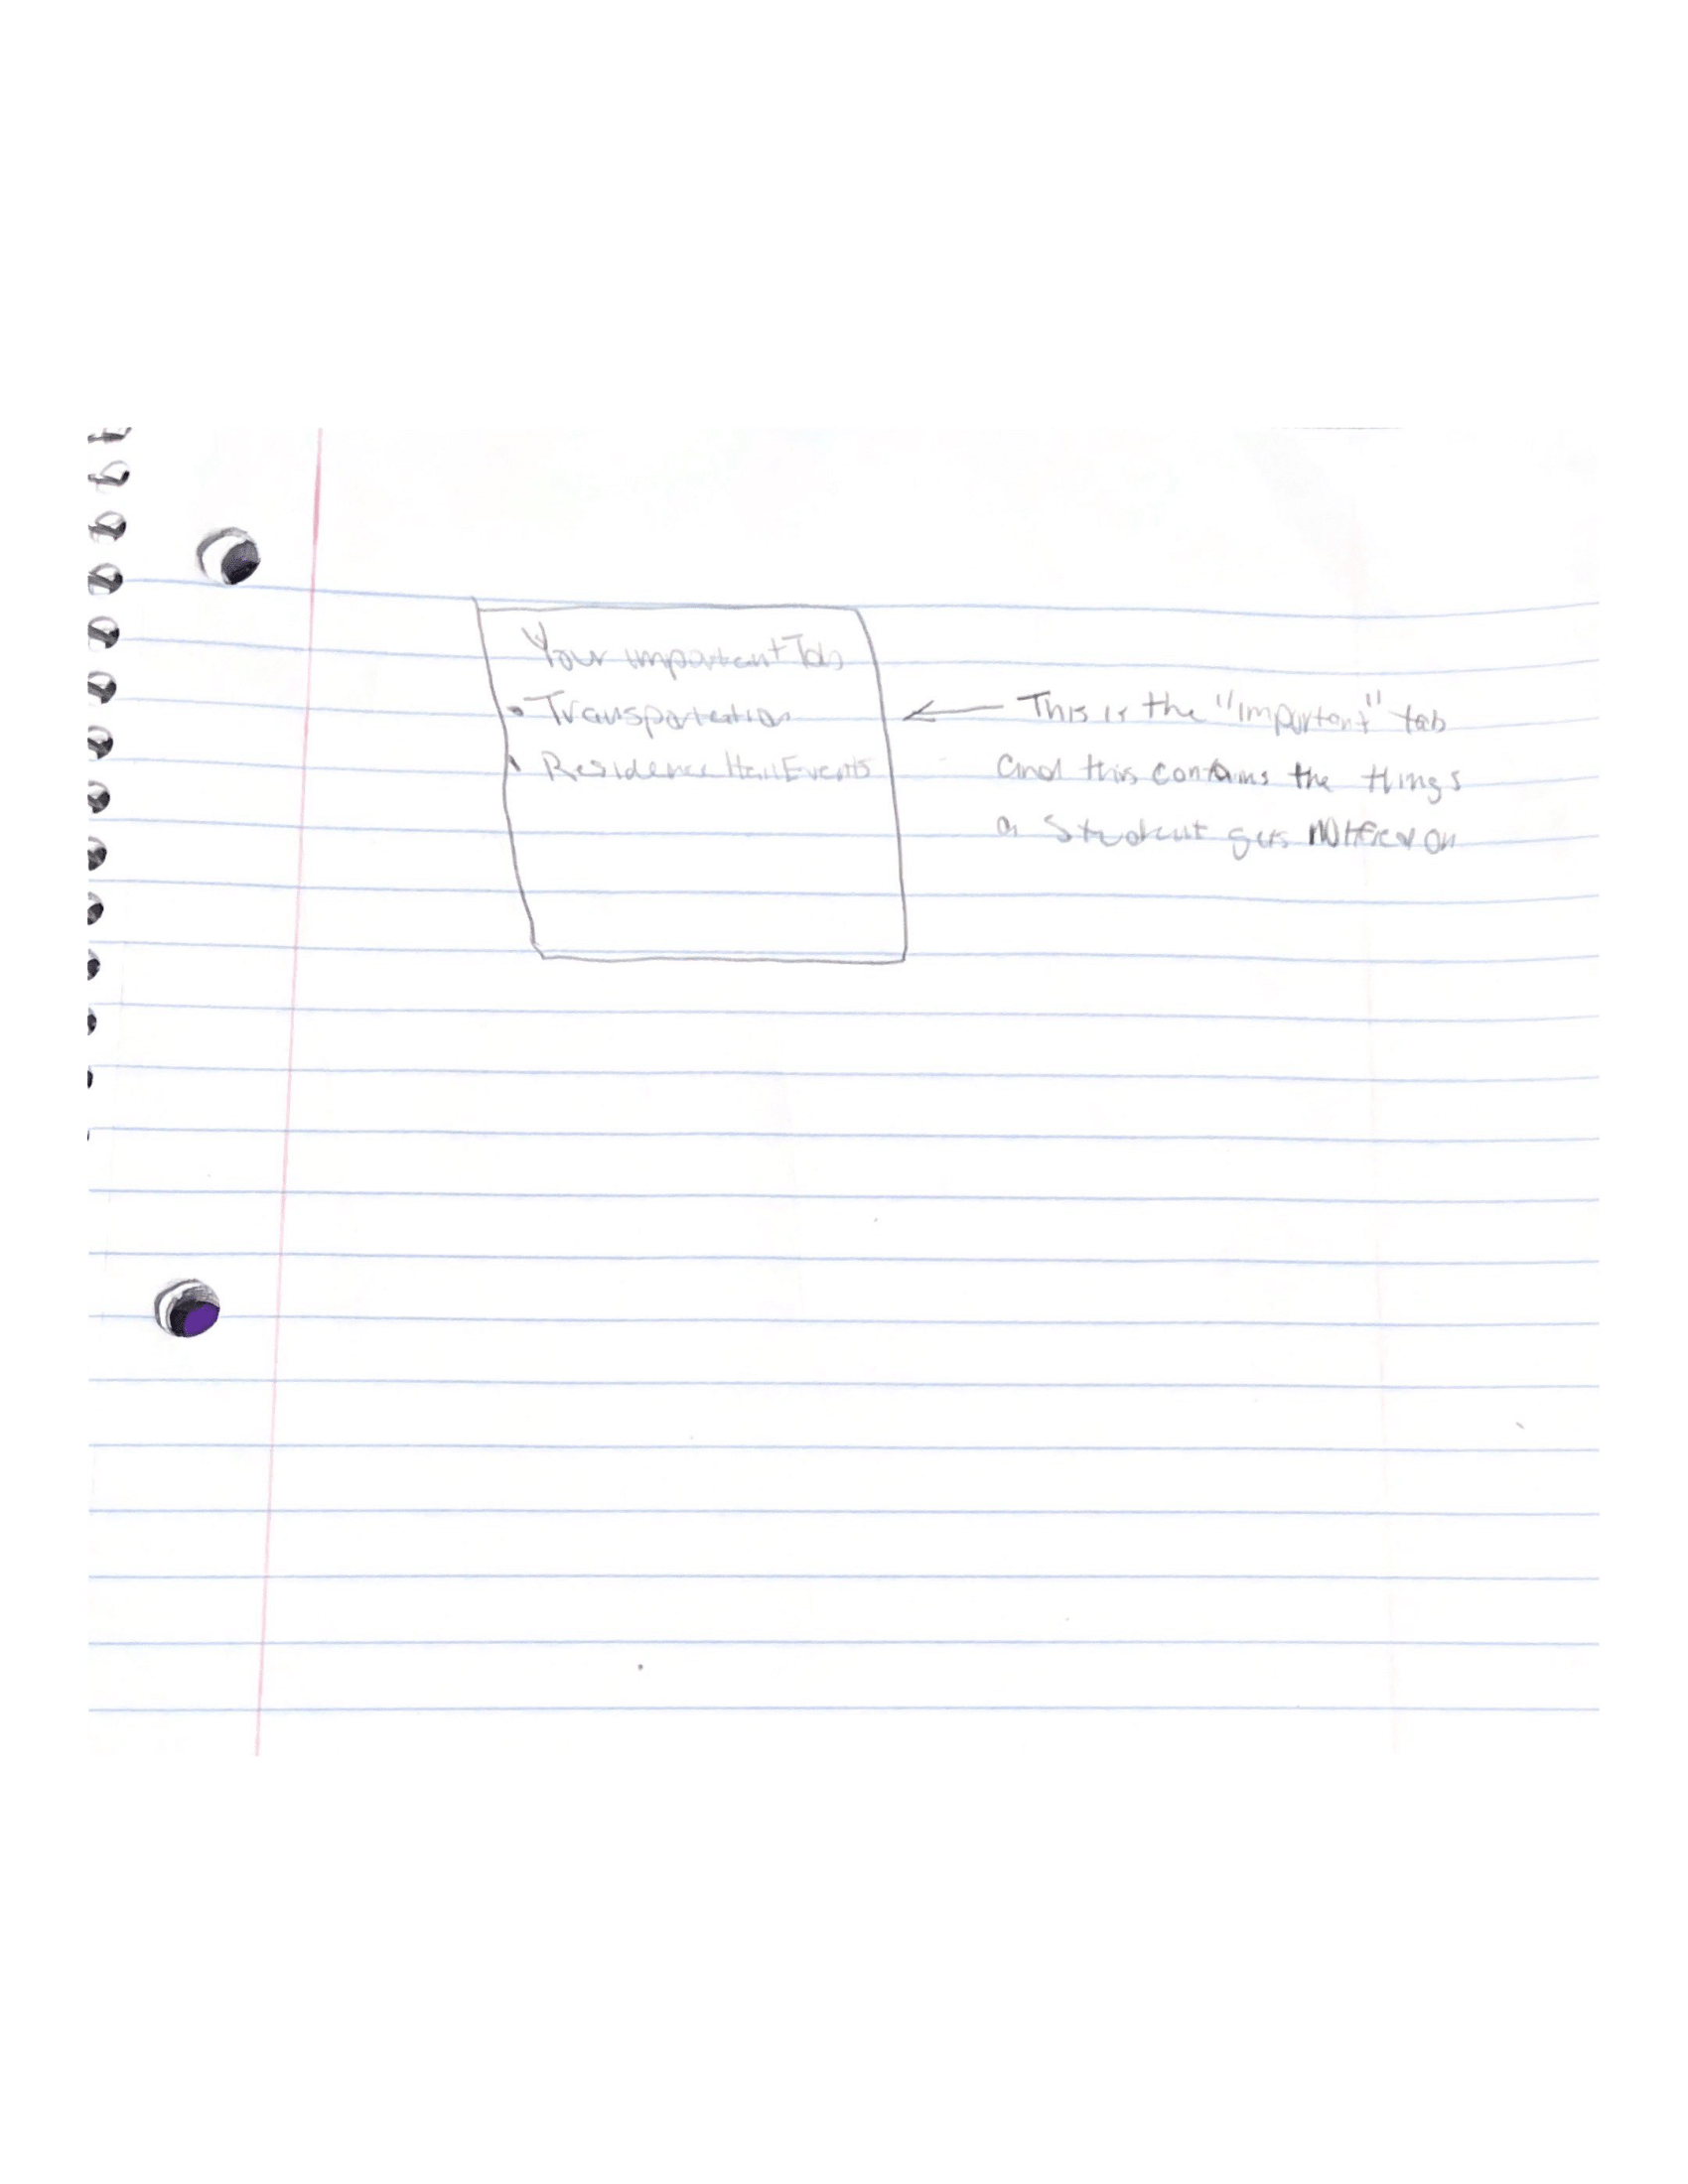 Your important Tab
• Transportation
• Residence Hall Events
This is the "important" tab
and this contains the things
a Student gets notified on